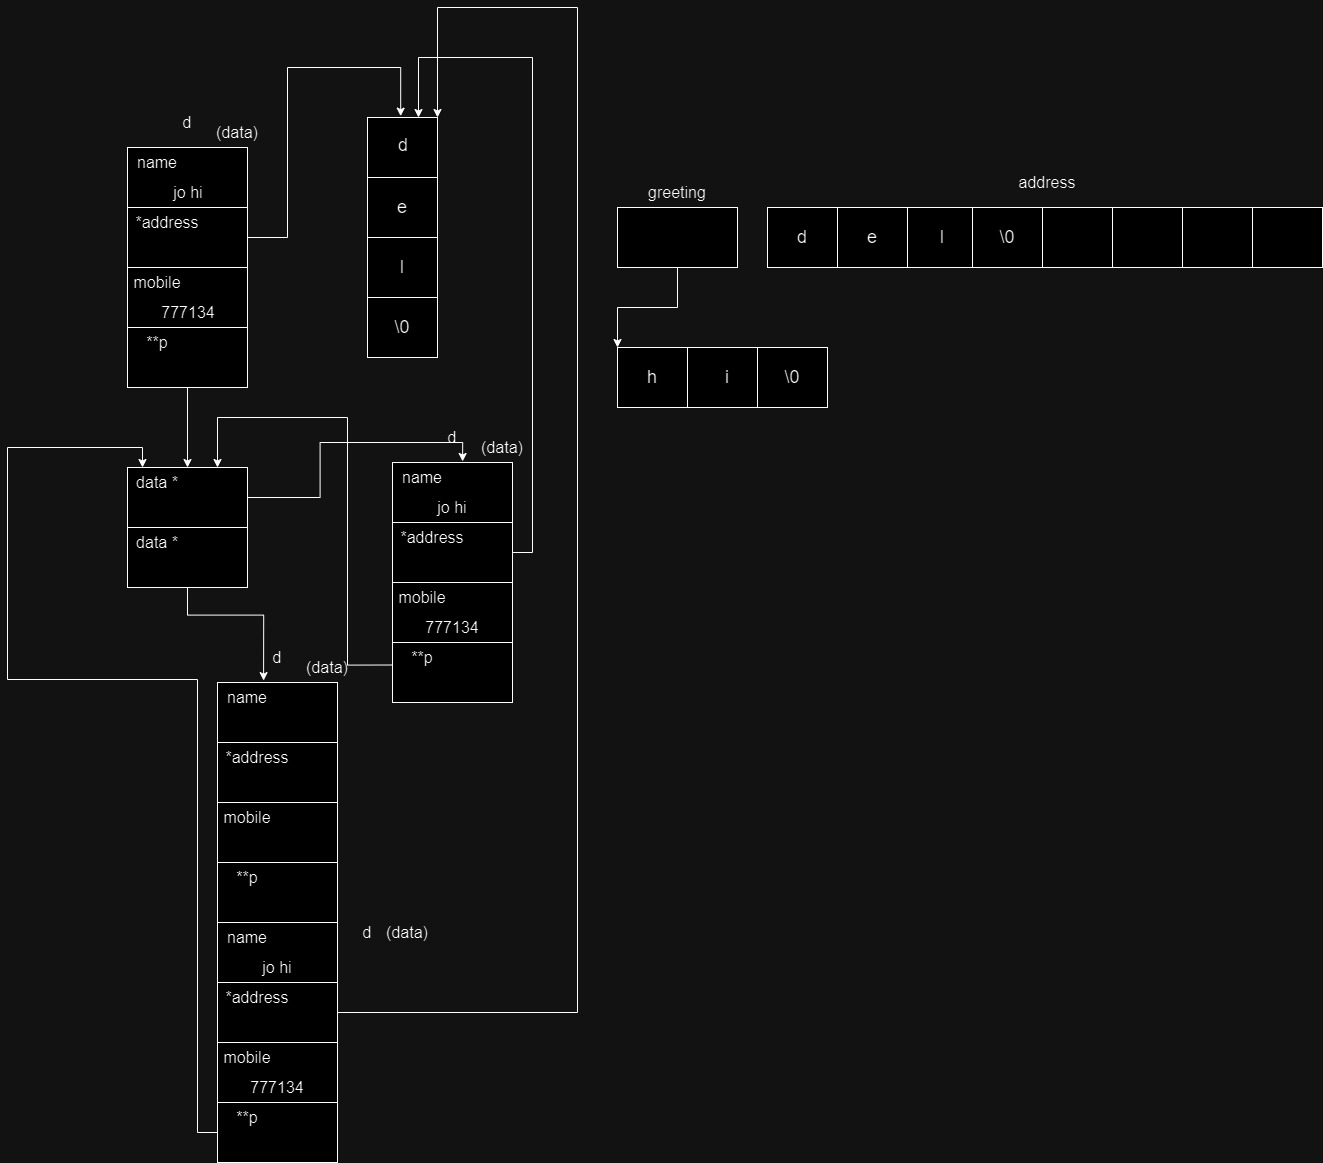 d
(data)
name
jo hi
*address
mobile
777134
**p
d
e
l
\0
greeting
h i \0
address
d e l \0
data *
data *
d
(data)
name
jo hi
*address
mobile
777134
**p
d
(data)
name
*address
mobile
**p
d (data)
name
jo hi
*address
mobile
777134
**p